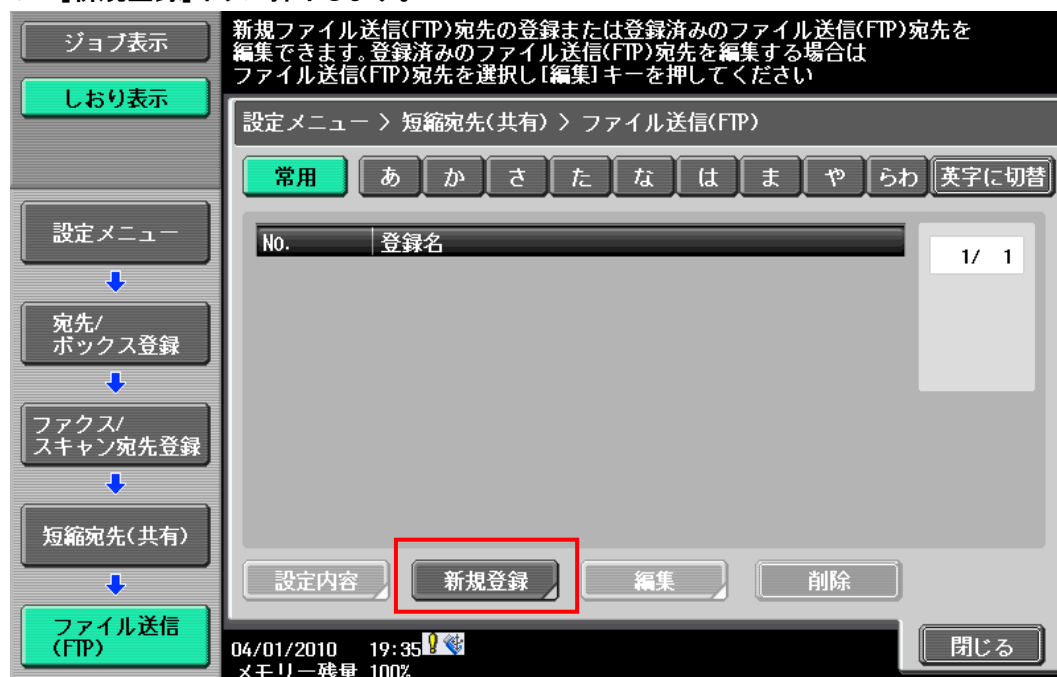 ジョブ表示
しおり表示
設定メニュー
宛先/
ボックス登録
ファクス/
スキャン宛先登録
短縮宛先(共有)
ファイル送信
(FTP)
新規ファイル送信(FTP)宛先の登録または登録済みのファイル送信(FTP)宛先を
編集できます。登録済みのファイル送信(FTP)宛先を編集する場合は
ファイル送信(FTP)宛先を選択し[編集]キーを押してください
設定メニュー > 短縮宛先(共有) > ファイル送信(FTP)
常用 あ か さ た な は ま や らわ 英字に切替
No. 登録名
1/ 1
設定内容 新規登録 編集 削除
04/01/2010 19:35
メモリー残量 100%
閉じる